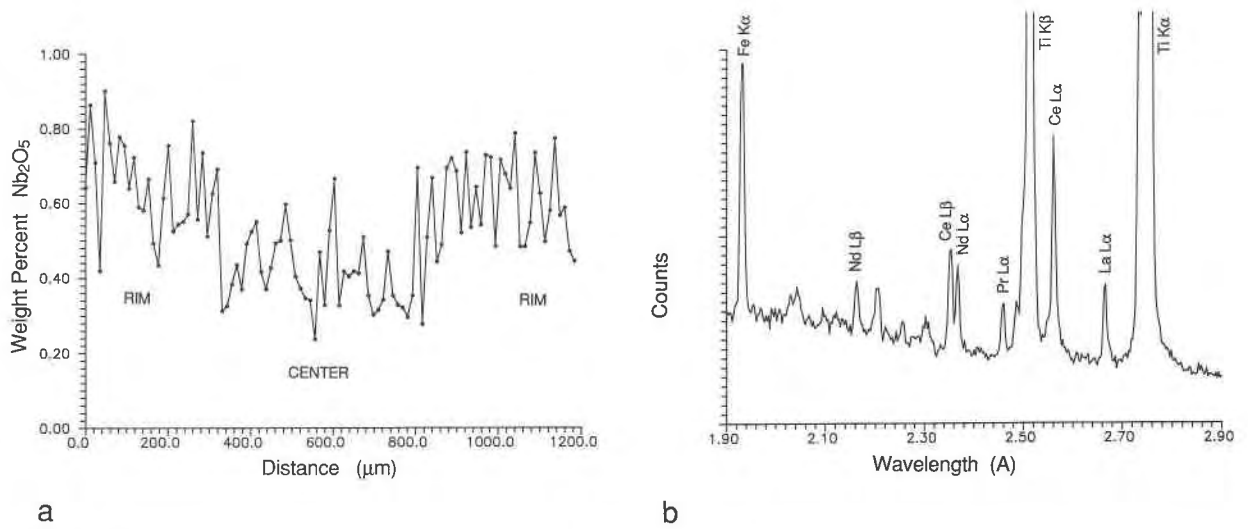 Weight Percent Nb₂O₅
1.00
0.80
0.60
0.40
0.20
0.00
RIM
CENTER
RIM
0.0 200.0 400.0 600.0 800.0 1000.0 1200.0
Distance (μm)
a
Counts
Fe Kα
Nd Lβ
Ce Lβ
Nd Lα
Pr Lα
Ti Kβ
Ce Lα
La Lα
Ti Kα
1.90 2.10 2.30 2.50 2.70 2.90
Wavelength (A)
b